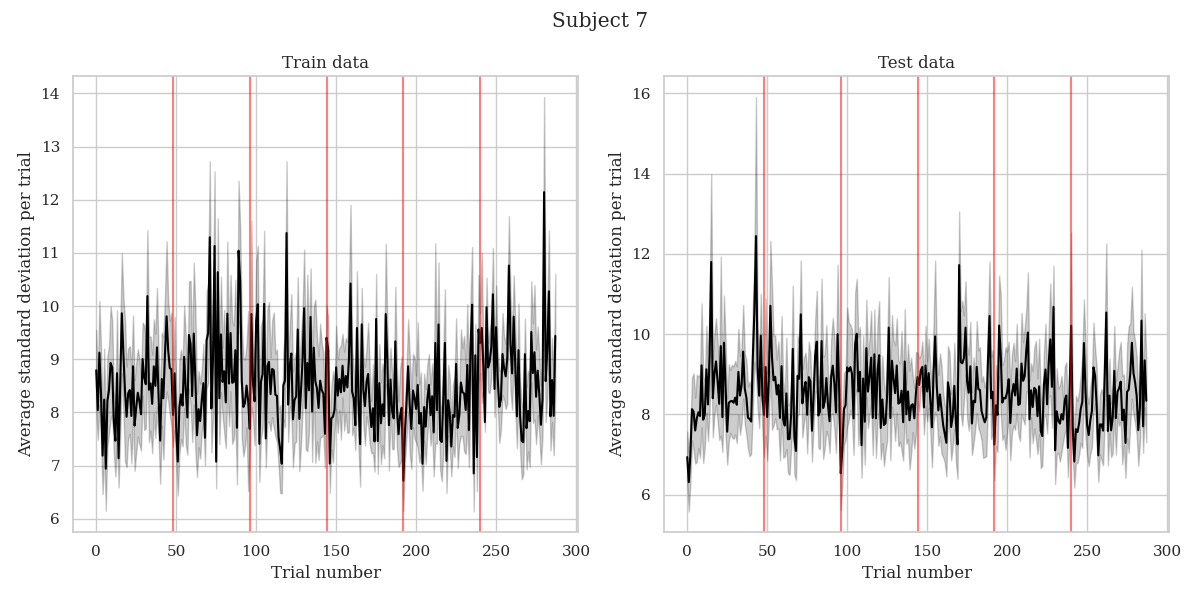 Subject 7
Train data
Average standard deviation per trial
14
13
12
11
10
9
8
7
6
0 50 100 150 200 250 300
Trial number
Test data
Average standard deviation per trial
16
14
12
10
8
6
0 50 100 150 200 250 300
Trial number